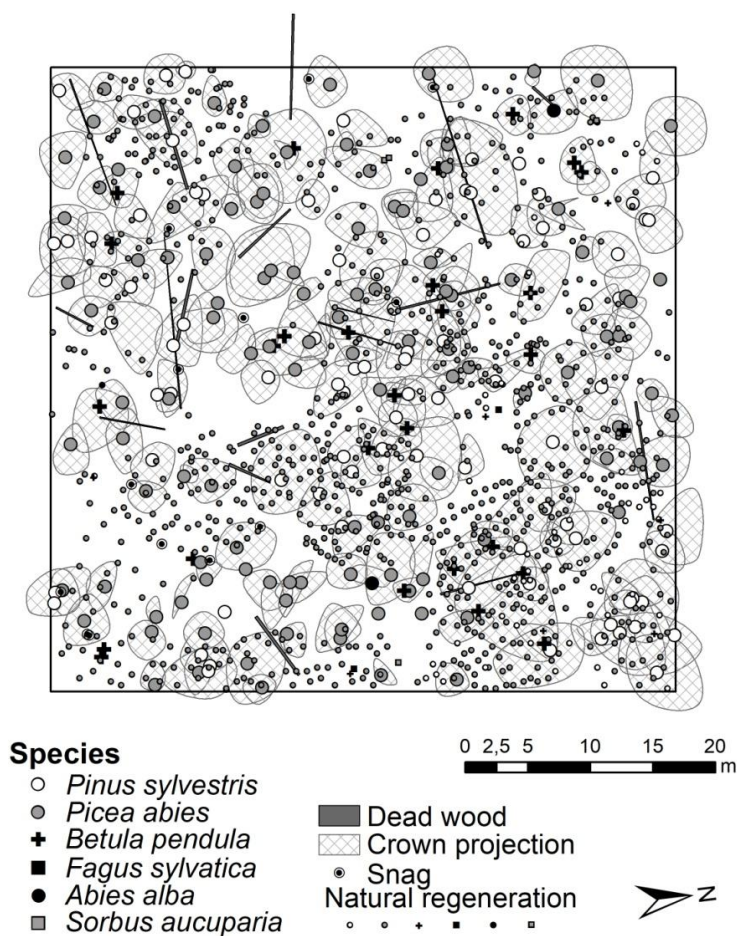 0 2,5 5 10 15 20
m
Species
Pinus sylvestris
Picea abies
Betula pendula
Fagus sylvatica
Abies alba
Sorbus aucuparia
Dead wood
Crown projection
Snag
Natural regeneration
N